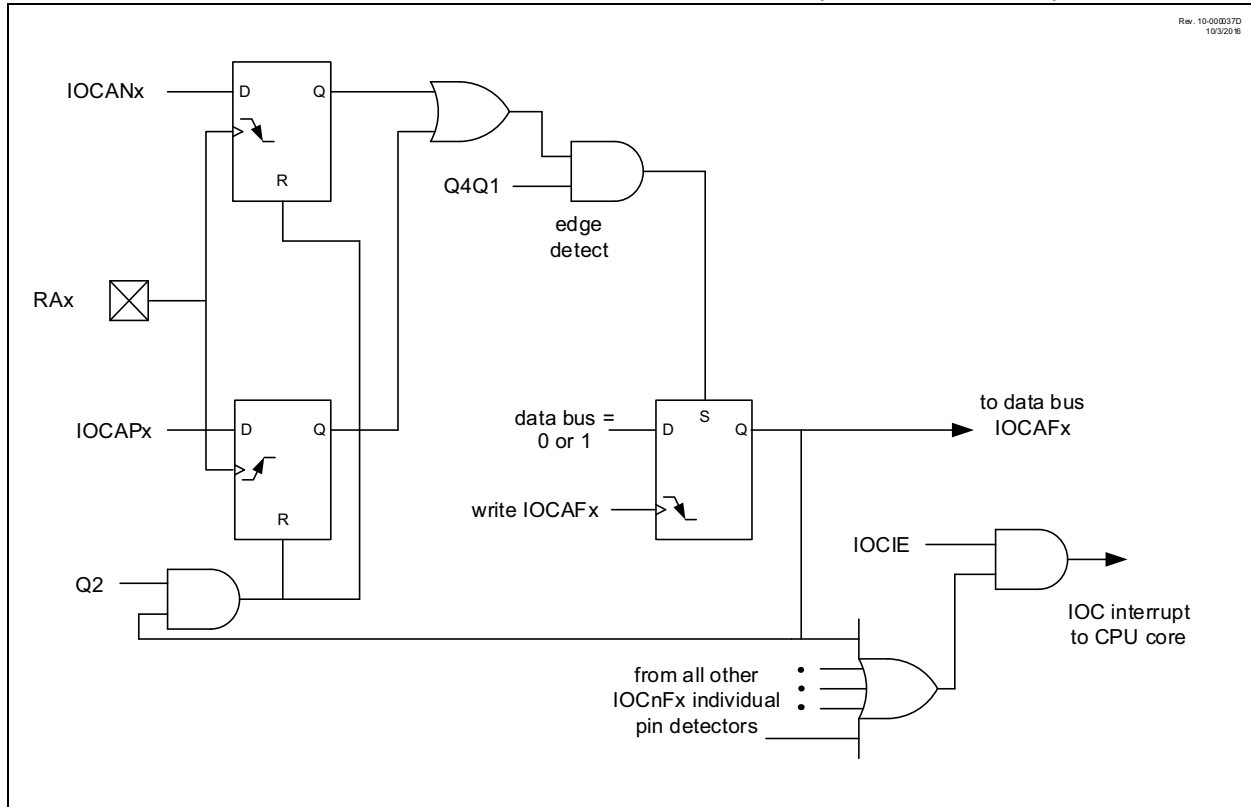 Rev. 10-000037D
10/3/2016
IOCANx
D
Q
R
Q4Q1
edge
detect
RAx
IOCAPx
D
Q
R
data bus =
0 or 1
S
D
Q
to data bus
IOCAFx
write IOCAFx
IOCIE
Q2
IOC interrupt
to CPU core
from all other
IOCnFx individual
pin detectors